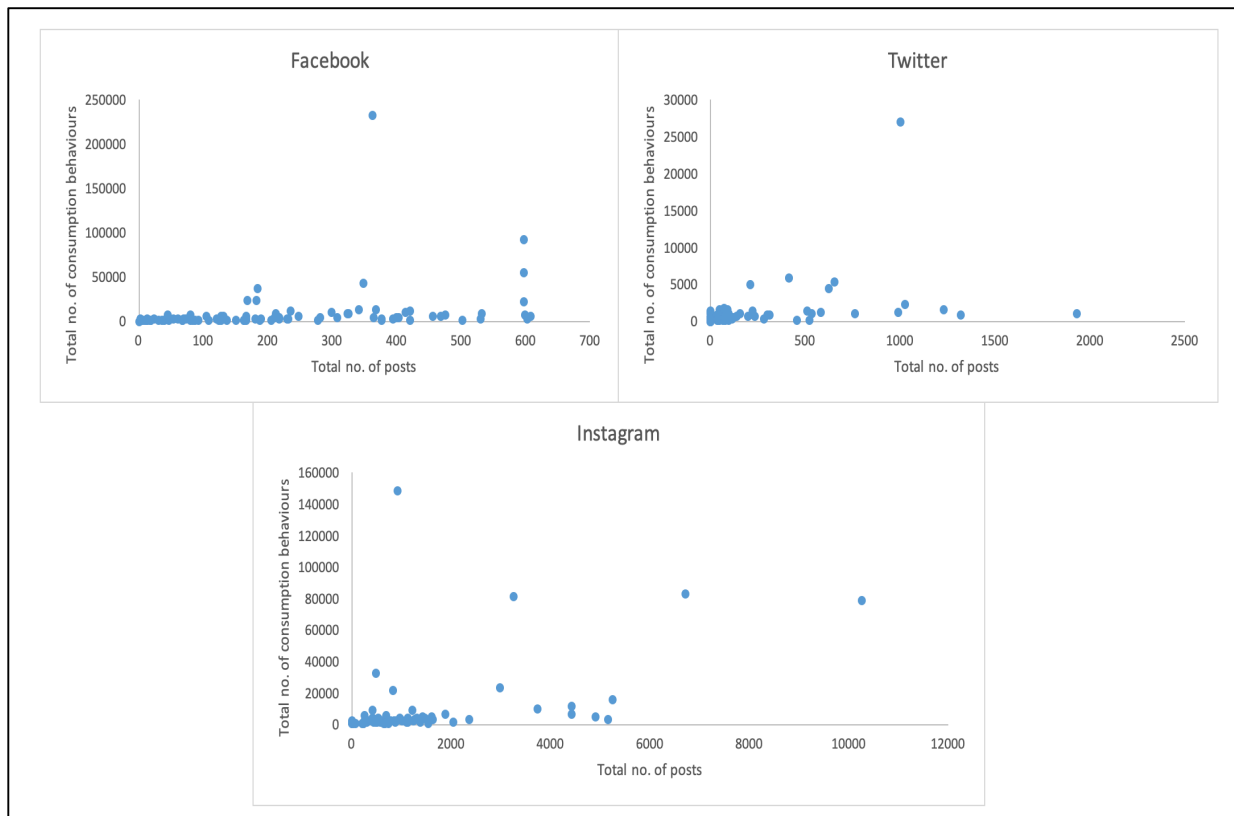 Facebook
Total no. of consumption behaviours
250000
200000
150000
100000
50000
0
0 100 200 300 400 500 600 700
Total no. of posts
Twitter
Total no. of consumption behaviours
30000
25000
20000
15000
10000
5000
0
0 500 1000 1500 2000 2500
Total no. of posts
Instagram
Total no. of consumption behaviours
160000
140000
120000
100000
80000
60000
40000
20000
0
0 2000 4000 6000 8000 10000 12000
Total no. of posts